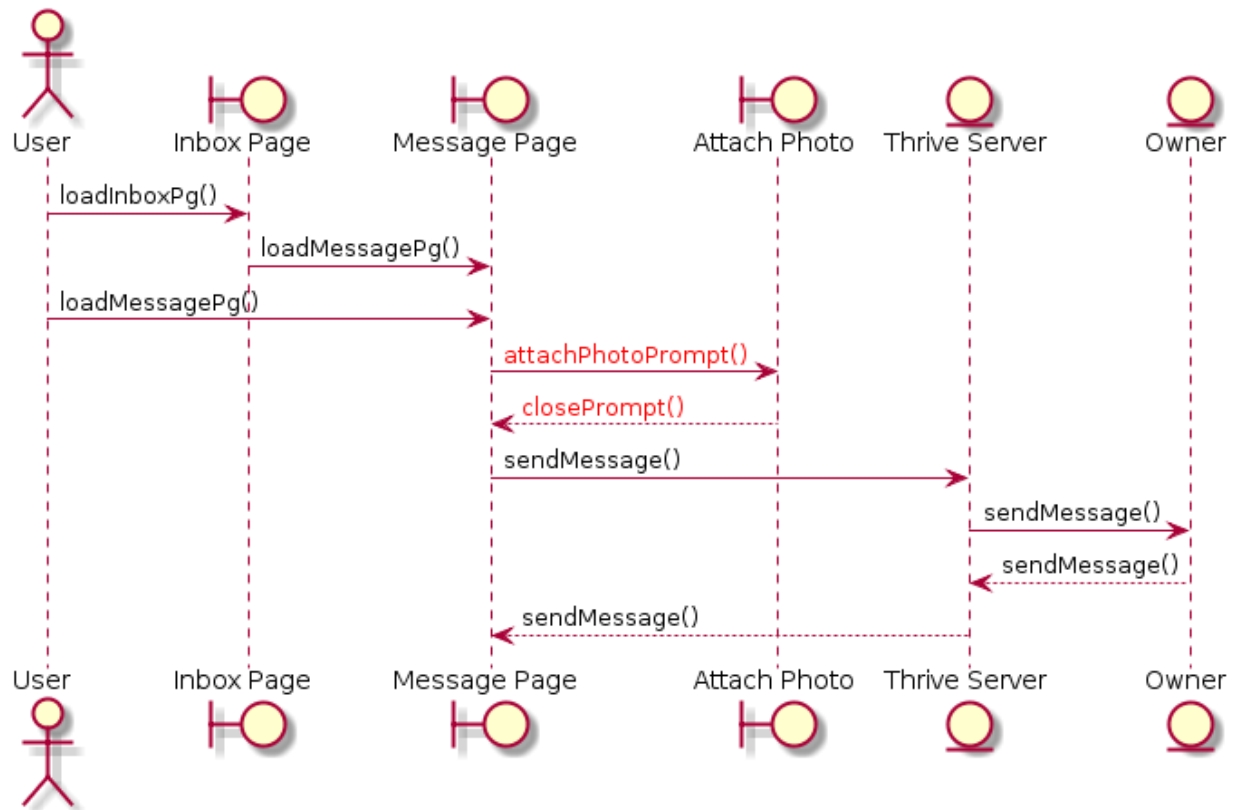 User
Inbox Page
Message Page
Attach Photo
Thrive Server
Owner
loadInboxPg()
loadMessagePg()
loadMessagePg()
attachPhotoPrompt()
closePrompt()
sendMessage()
sendMessage()
sendMessage()
sendMessage()
User
Inbox Page
Message Page
Attach Photo
Thrive Server
Owner